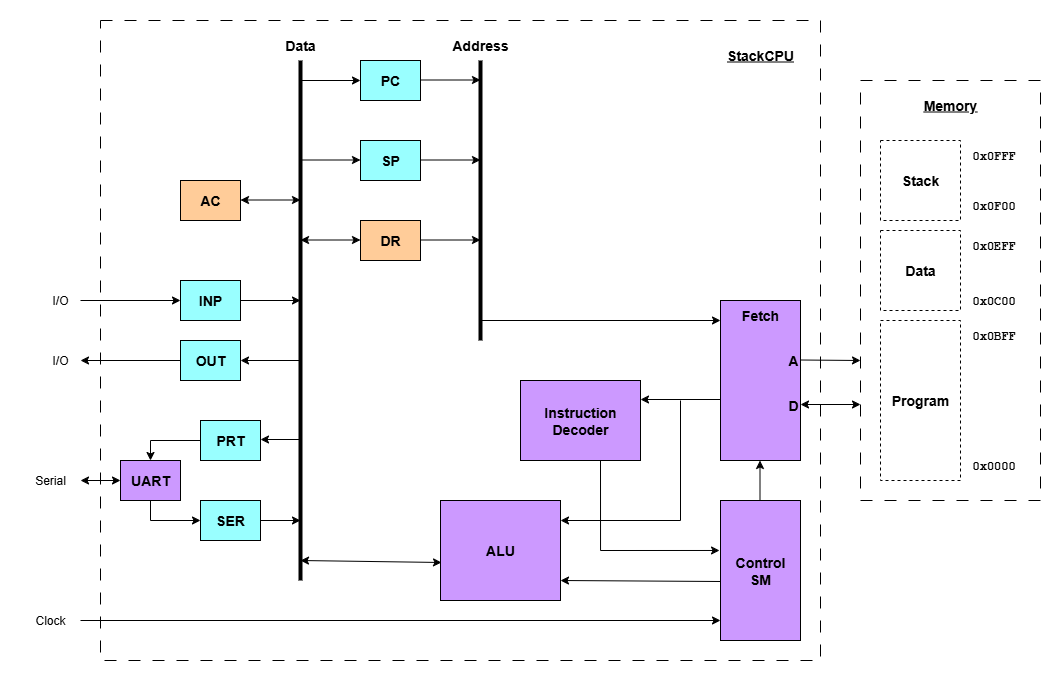 Data
Address
StackCPU
PC
Memory
SP
0x0FFF
Stack
AC
0x0F00
DR
0x0EFF
Data
I/O
INP
0x0C00
Fetch
0x0BFF
I/O
OUT
A
Program
D
Instruction
Decoder
PRT
Serial
UART
0x0000
SER
ALU
Control
SM
Clock